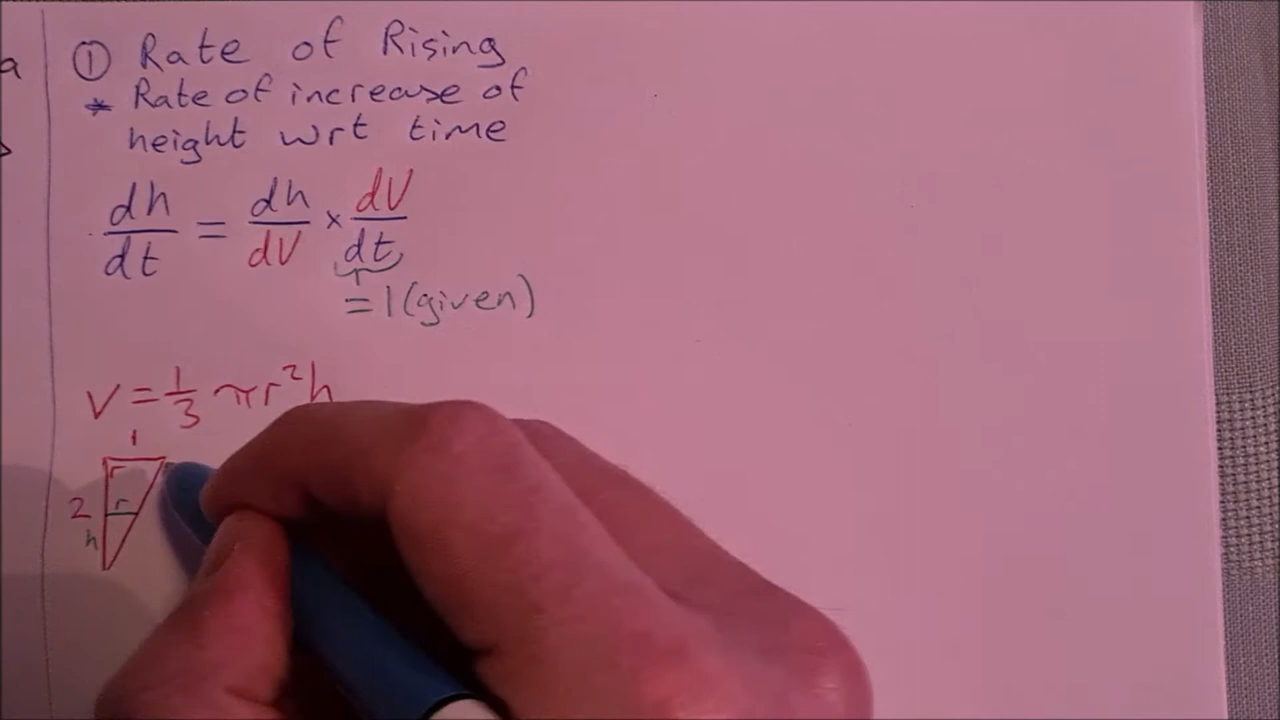 a
① Rate of Rising
* Rate of increase of
height wrt time
dh/dt = dh/dV × dV/dt
= 1 (given)
V = 1/3 πr²h
1
2 r
h